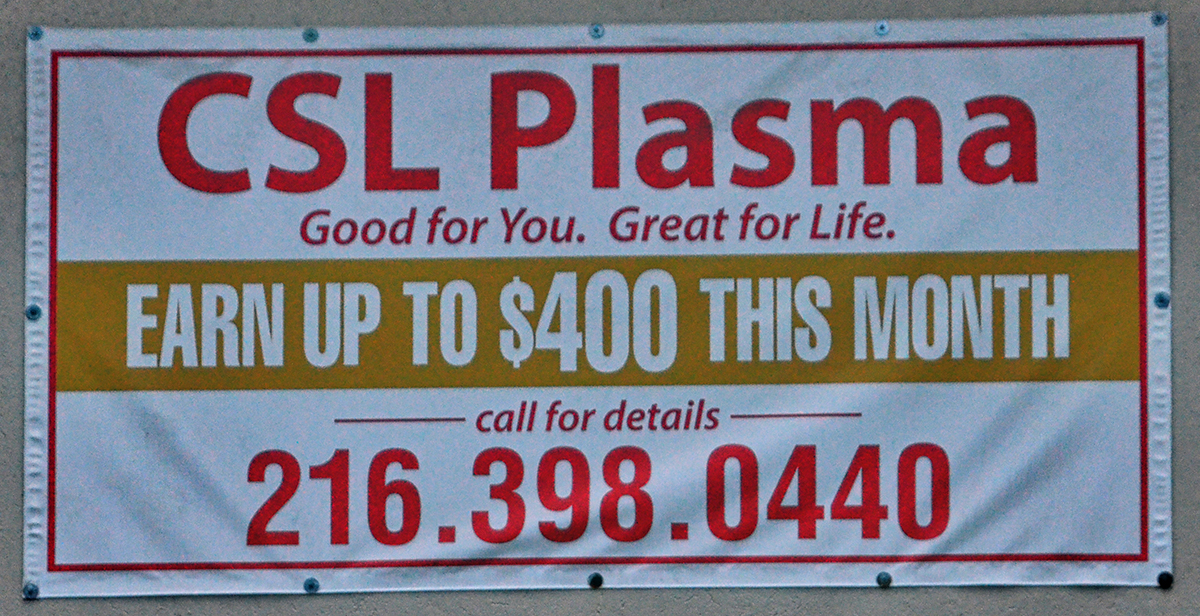 CSL Plasma
Good for You. Great for Life.
EARN UP TO $400 THIS MONTH
call for details
216.398.0440